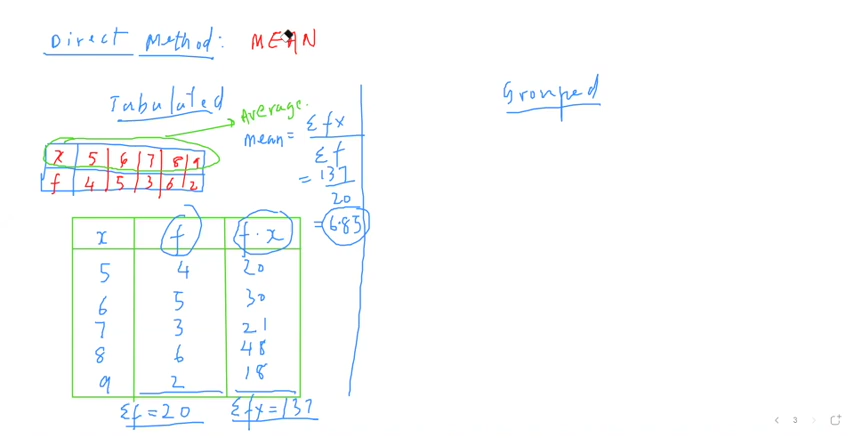 Direct Method: MEAN
Tabulated
Average.
x 5 6 7 8 9
f 4 5 3 6 2
mean = Σfx / Σf
= 137 / 20
= 6.85
x f f·x
5 4 20
6 5 30
7 3 21
8 6 48
9 2 18
Σf = 20 Σfx = 137
Grouped
3